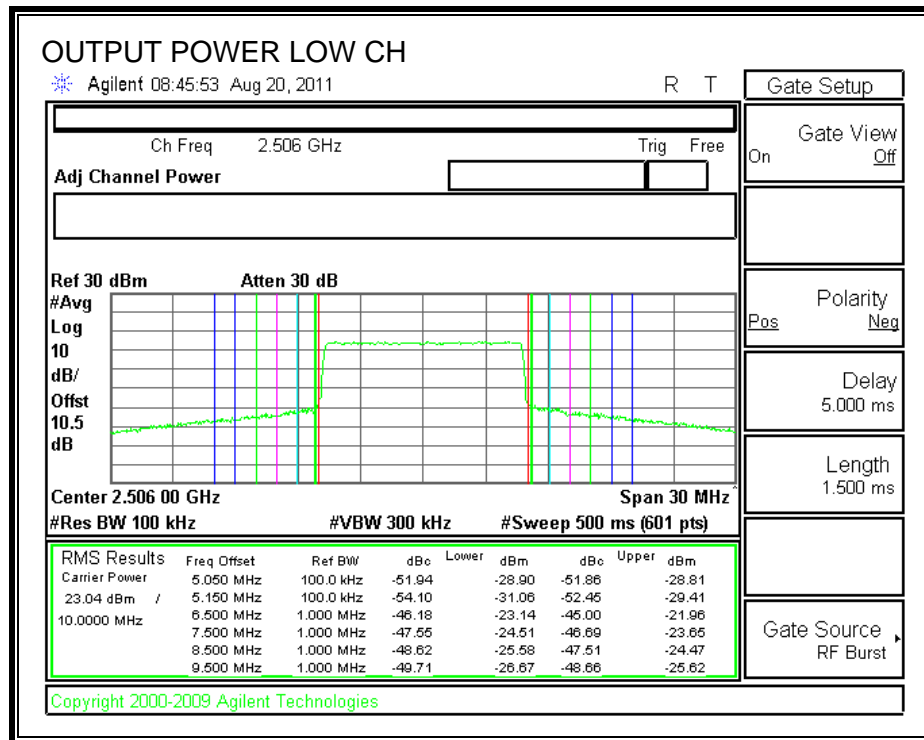 OUTPUT POWER LOW CH
Agilent 08:45:53 Aug 20, 2011 R T
Gate Setup
Ch Freq 2.506 GHz Trig Free
Adj Channel Power
Gate View
On Off
Ref 30 dBm Atten 30 dB
#Avg
Log
10
dB/
Offst
10.5
dB
Polarity
Pos Neg
Delay
5.000 ms
Length
1.500 ms
Center 2.506 00 GHz Span 30 MHz
#Res BW 100 kHz #VBW 300 kHz #Sweep 500 ms (601 pts)
RMS Results Freq Offset Ref BW dBc Lower dBm dBc Upper dBm
Carrier Power 5.050 MHz 100.0 kHz -51.94 -28.90 -51.86 -28.81
23.04 dBm / 5.150 MHz 100.0 kHz -54.10 -31.06 -52.45 -29.41
10.0000 MHz 6.500 MHz 1.000 MHz -46.18 -23.14 -45.00 -21.96
7.500 MHz 1.000 MHz -47.55 -24.51 -46.69 -23.65
8.500 MHz 1.000 MHz -48.62 -25.58 -47.51 -24.47
9.500 MHz 1.000 MHz -49.71 -26.67 -48.66 -25.62
Gate Source
RF Burst
Copyright 2000-2009 Agilent Technologies